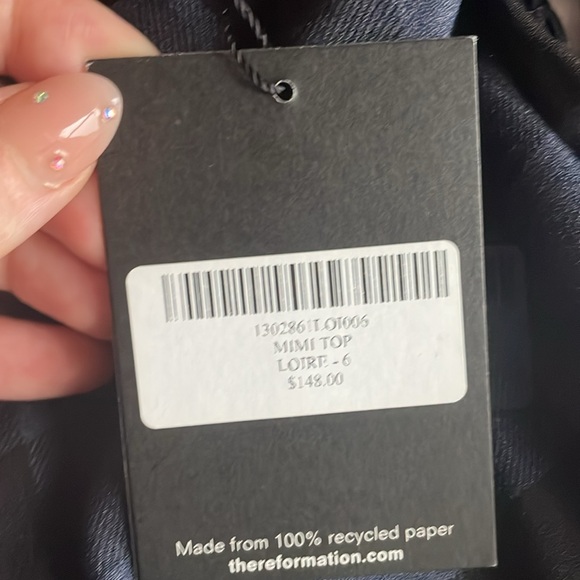 1302861LOI006
MIMI TOP
LOIRE - 6
$148.00
Made from 100% recycled paper
thereformation.com